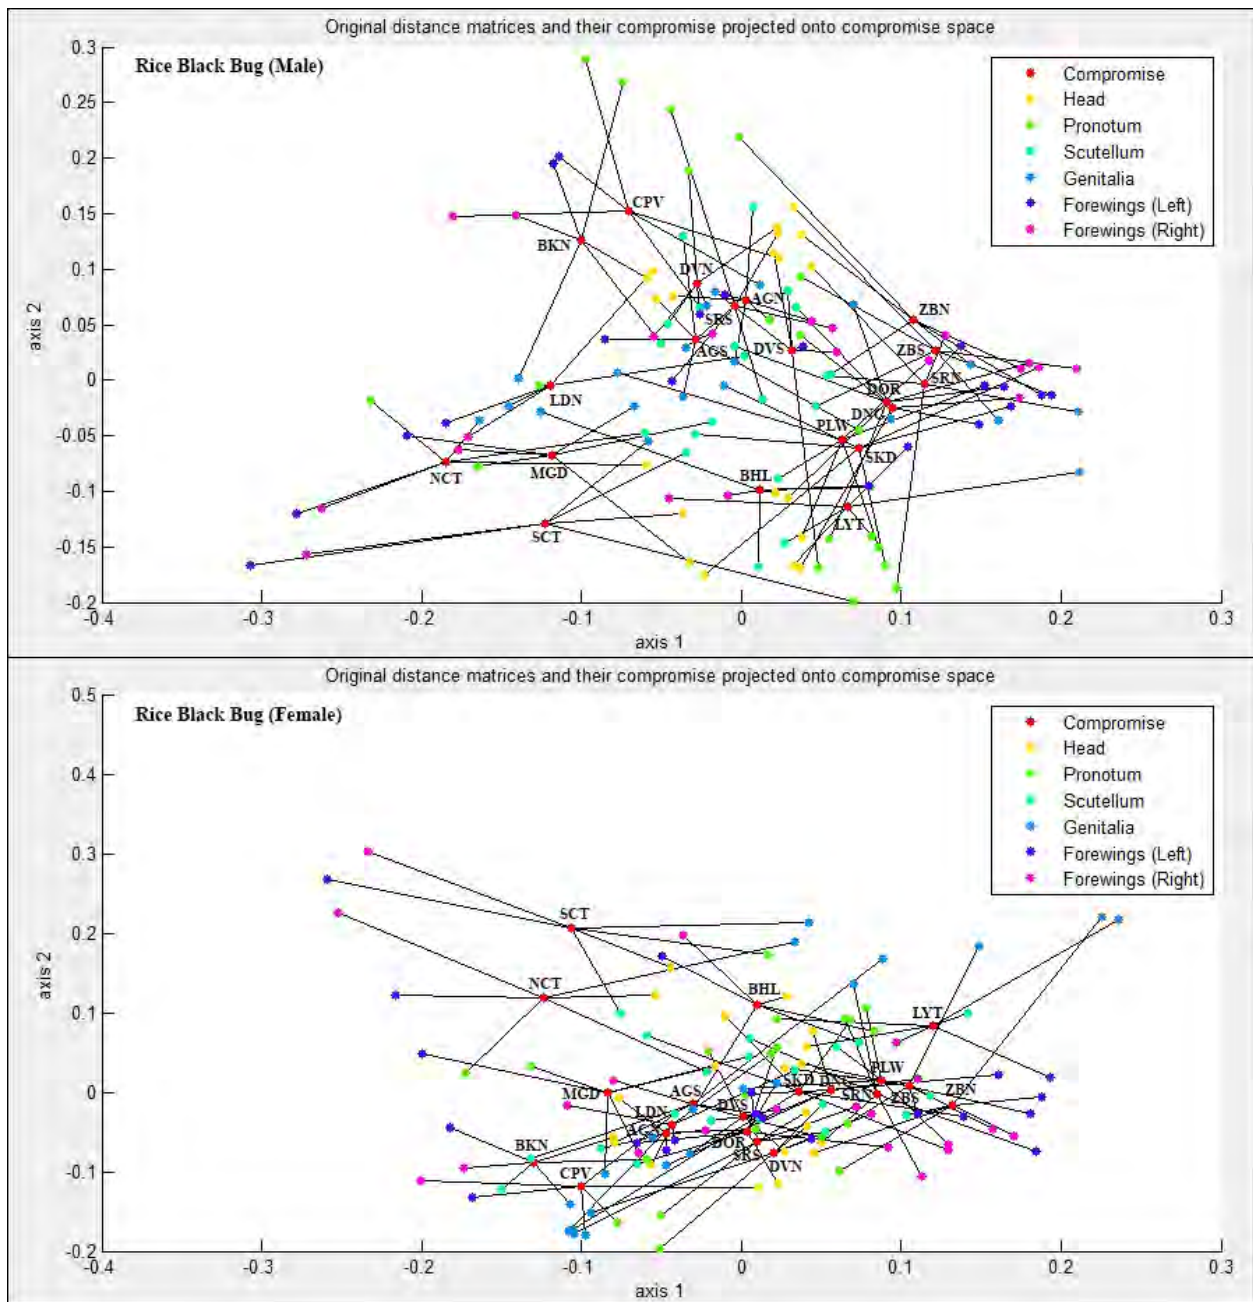 Original distance matrices and their compromise projected onto compromise space
Rice Black Bug (Male)
Compromise
Head
Pronotum
Scutellum
Genitalia
Forewings (Left)
Forewings (Right)
0.3
0.25
0.2
0.15
0.1
0.05
0
-0.05
-0.1
-0.15
-0.2
axis 2
CPV
BKN
DVN
AGN
SRS
AGS
DVS
ZBN
ZBS
SRN
DOR
DNG
LDN
PLW
SKD
NCT
MGD
BHL
LYT
SCT
-0.4
-0.3
-0.2
-0.1
0
0.1
0.2
0.3
axis 1
Original distance matrices and their compromise projected onto compromise space
Rice Black Bug (Female)
Compromise
Head
Pronotum
Scutellum
Genitalia
Forewings (Left)
Forewings (Right)
0.5
0.4
0.3
0.2
0.1
0
-0.1
-0.2
axis 2
SCT
NCT
BHL
LYT
PLW
MGD
AGS
SKD
DNG
SRN
ZBS
ZBN
LDN
DVS
AGN
DOR
SRS
BKN
CPV
DVN
-0.4
-0.3
-0.2
-0.1
0
0.1
0.2
0.3
axis 1